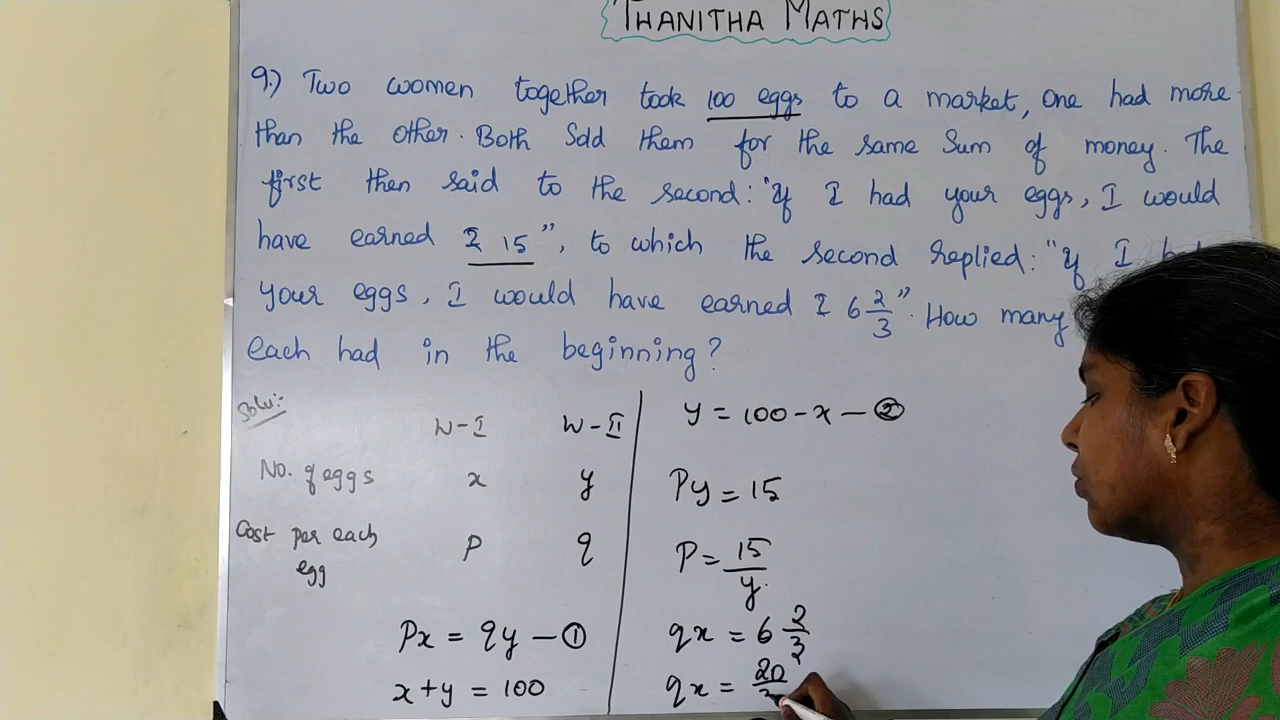 THANITHA MATHS
9.) Two women together took 100 eggs to a market, one had more
than the other. Both Sold them for the same Sum of money. The
first then said to the second: "If I had your eggs, I would
have earned ₹ 15", to which the second replied: "If I
your eggs, I would have earned ₹ 6 2/3". How many
each had in the beginning?
Solu:-
W-I W-II
No. of eggs x y
Cost per each egg P q
Px = qy — ①
x+y = 100
y = 100 - x — ②
Py = 15
P = 15/y
qx = 6 2/3
qx = 20